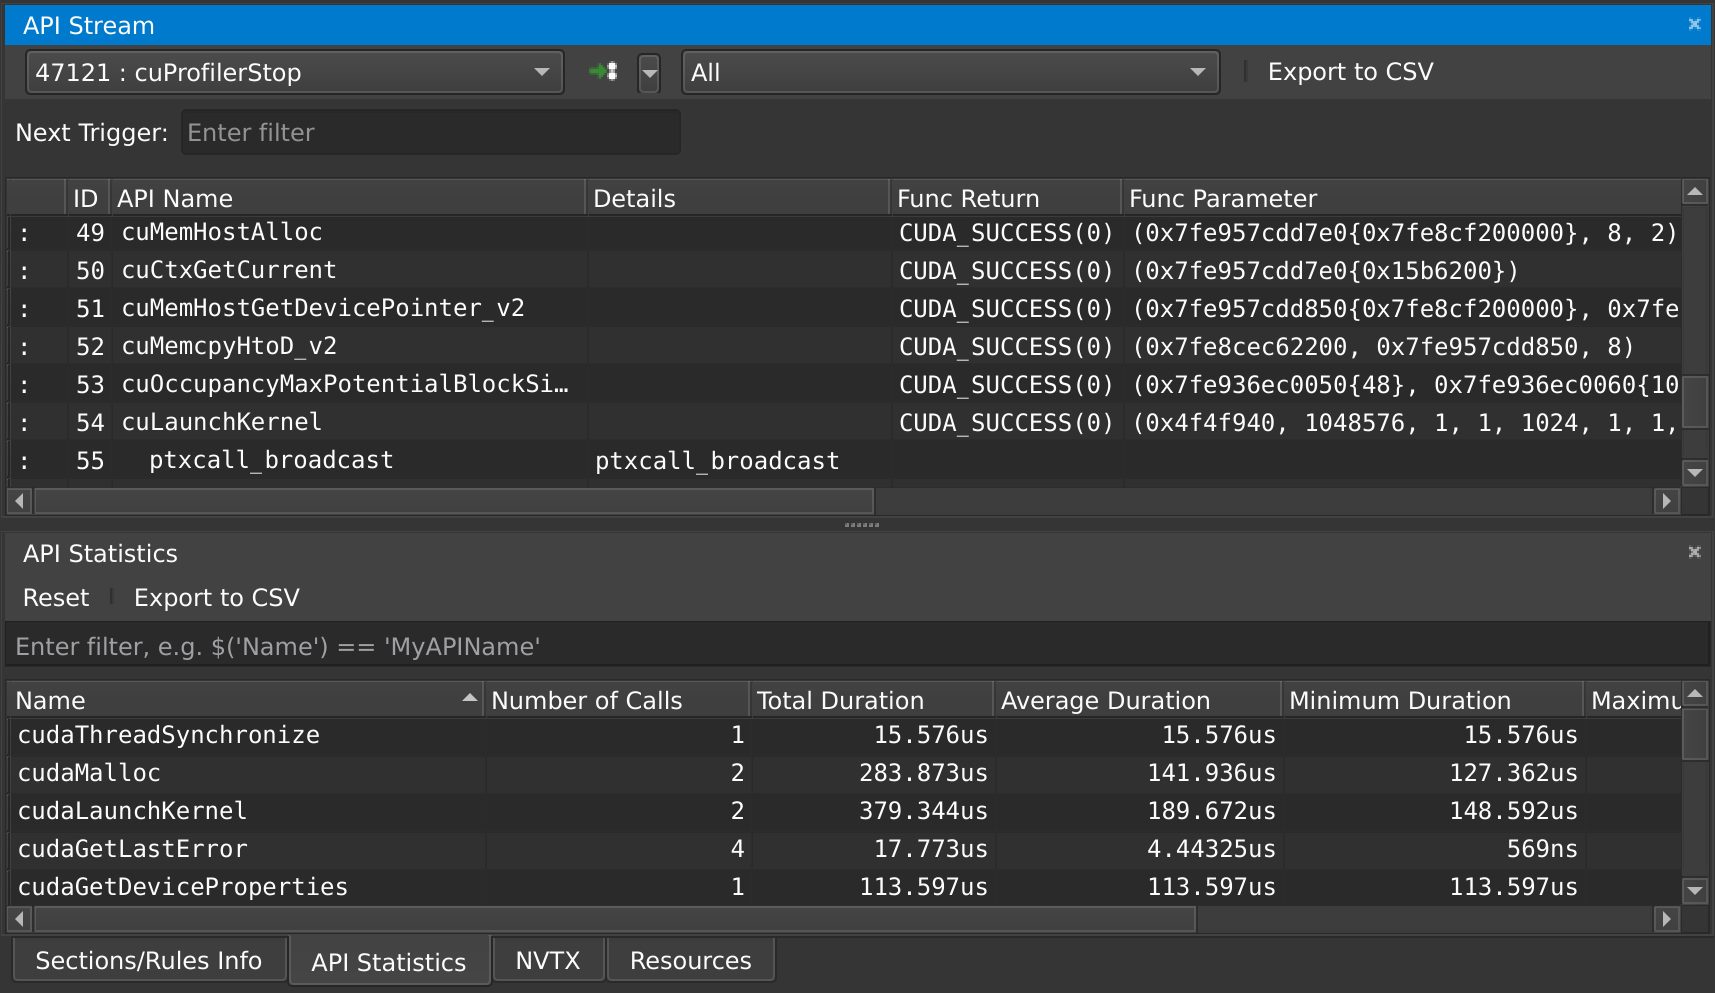 API Stream
47121 : cuProfilerStop All Export to CSV
Next Trigger: Enter filter
ID API Name Details Func Return Func Parameter
: 49 cuMemHostAlloc CUDA_SUCCESS(0) (0x7fe957cdd7e0{0x7fe8cf200000}, 8, 2)
: 50 cuCtxGetCurrent CUDA_SUCCESS(0) (0x7fe957cdd7e0{0x15b6200})
: 51 cuMemHostGetDevicePointer_v2 CUDA_SUCCESS(0) (0x7fe957cdd850{0x7fe8cf200000}, 0x7fe
: 52 cuMemcpyHtoD_v2 CUDA_SUCCESS(0) (0x7fe8cec62200, 0x7fe957cdd850, 8)
: 53 cuOccupancyMaxPotentialBlockSi… CUDA_SUCCESS(0) (0x7fe936ec0050{48}, 0x7fe936ec0060{10
: 54 cuLaunchKernel CUDA_SUCCESS(0) (0x4f4f940, 1048576, 1, 1, 1024, 1, 1,
: 55 ptxcall_broadcast ptxcall_broadcast
API Statistics
Reset Export to CSV
Enter filter, e.g. $('Name') == 'MyAPIName'
Name Number of Calls Total Duration Average Duration Minimum Duration Maximu
cudaThreadSynchronize 1 15.576us 15.576us 15.576us
cudaMalloc 2 283.873us 141.936us 127.362us
cudaLaunchKernel 2 379.344us 189.672us 148.592us
cudaGetLastError 4 17.773us 4.44325us 569ns
cudaGetDeviceProperties 1 113.597us 113.597us 113.597us
Sections/Rules Info API Statistics NVTX Resources